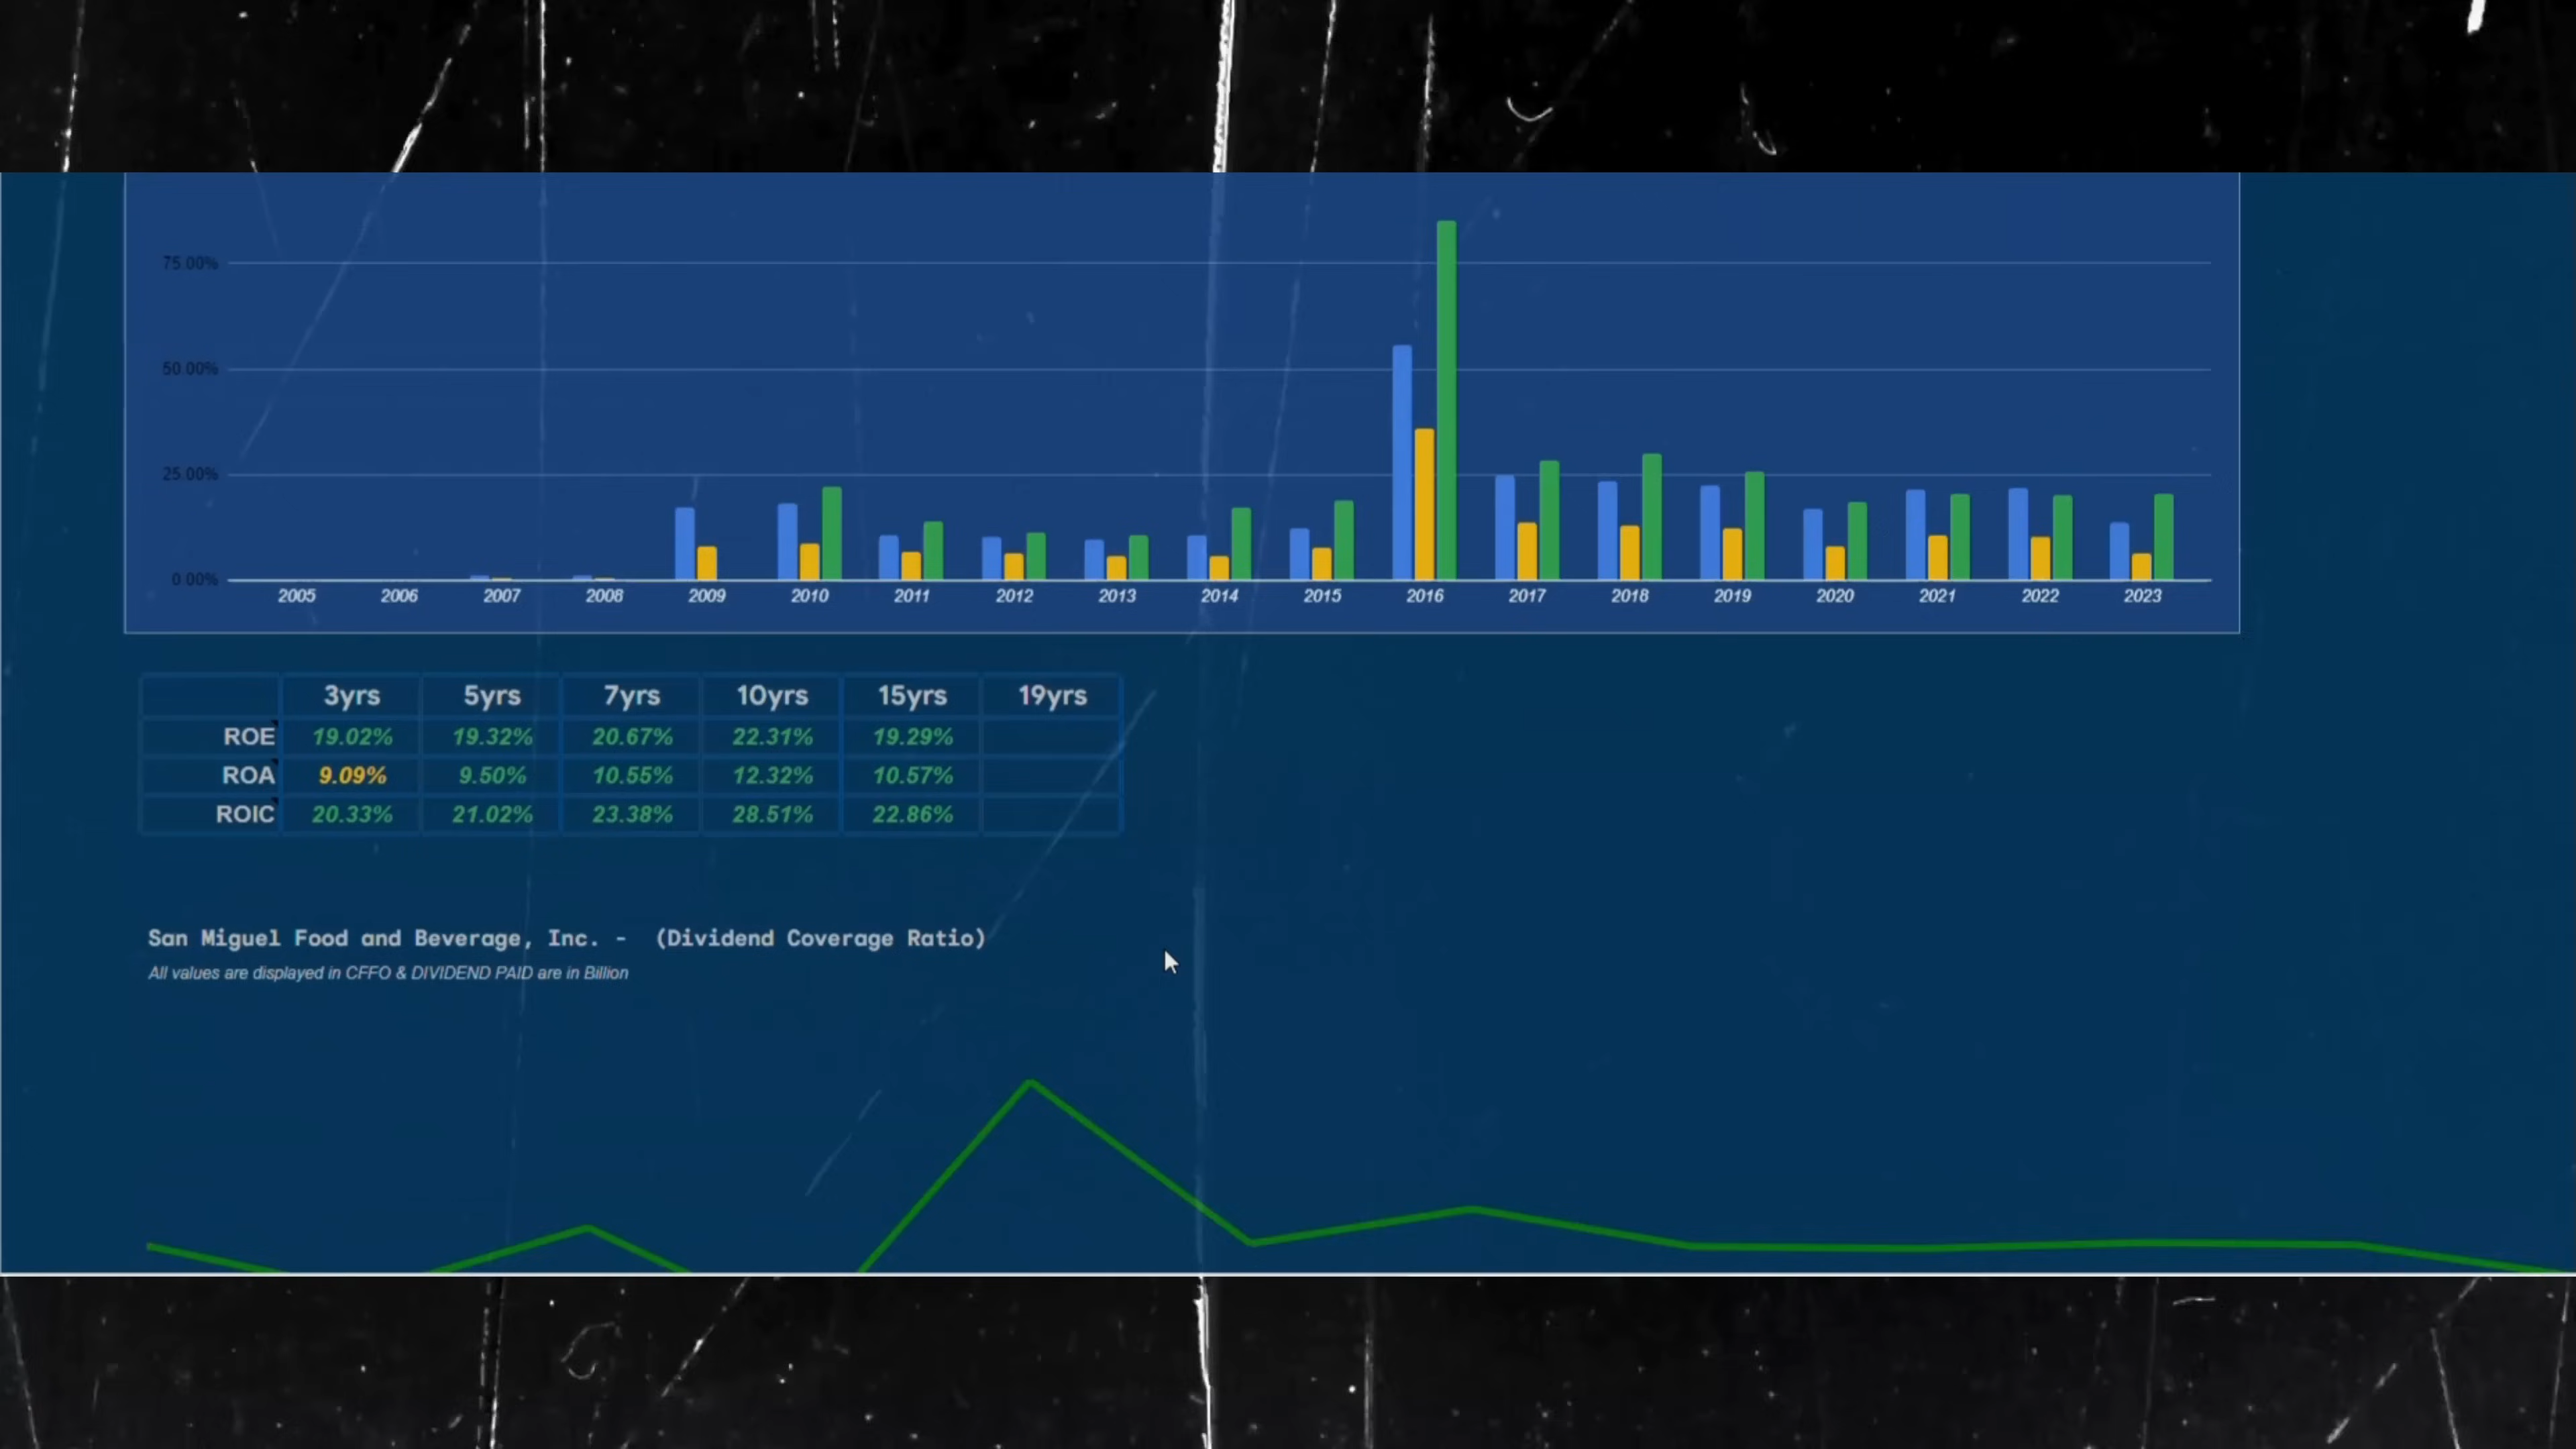 75.00%
50.00%
25.00%
0.00%
2005 2006 2007 2008 2009 2010 2011 2012 2013 2014 2015 2016 2017 2018 2019 2020 2021 2022 2023
3yrs 5yrs 7yrs 10yrs 15yrs 19yrs
ROE 19.02% 19.32% 20.67% 22.31% 19.29%
ROA 9.09% 9.50% 10.55% 12.32% 10.57%
ROIC 20.33% 21.02% 23.38% 28.51% 22.86%
San Miguel Food and Beverage, Inc. - (Dividend Coverage Ratio)
All values are displayed in CFFO & DIVIDEND PAID are in Billion